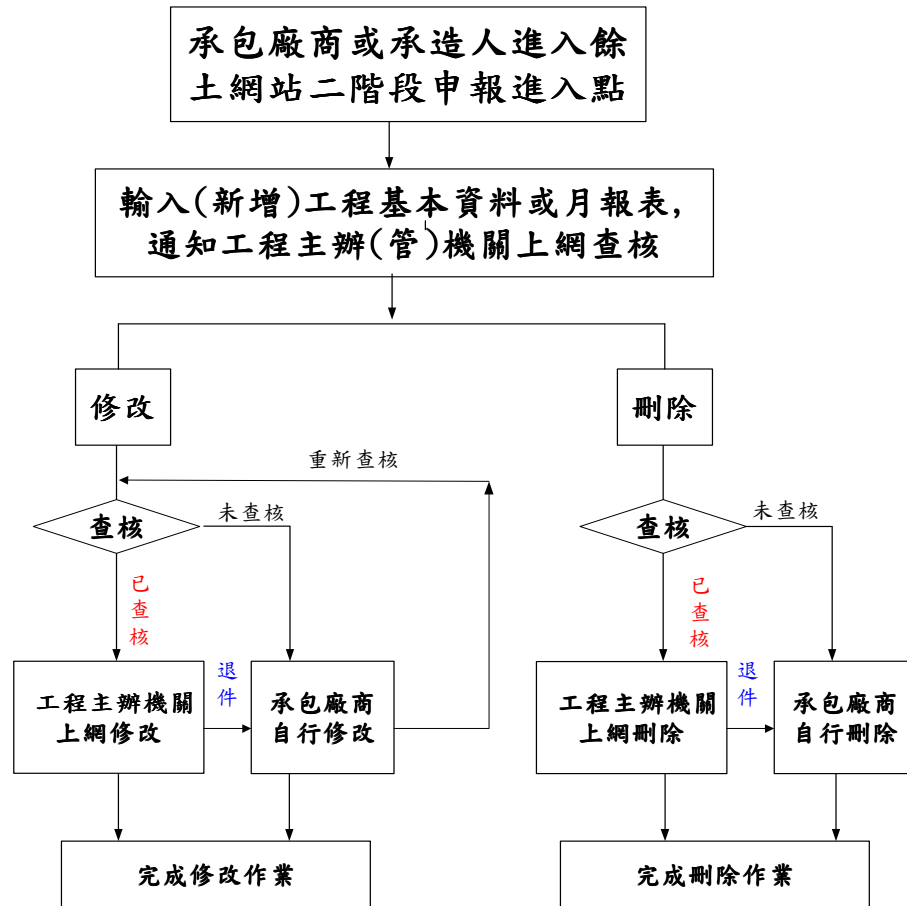 承包廠商或承造人進入餘
土網站二階段申報進入點
輸入(新增)工程基本資料或月報表,
通知工程主辦(管)機關上網查核
修改
刪除
重新查核
查核
未查核
查核
未查核
已
查
核
已
查
核
工程主辦機關
上網修改
退
件
承包廠商
自行修改
工程主辦機關
上網刪除
退
件
承包廠商
自行刪除
完成修改作業
完成刪除作業